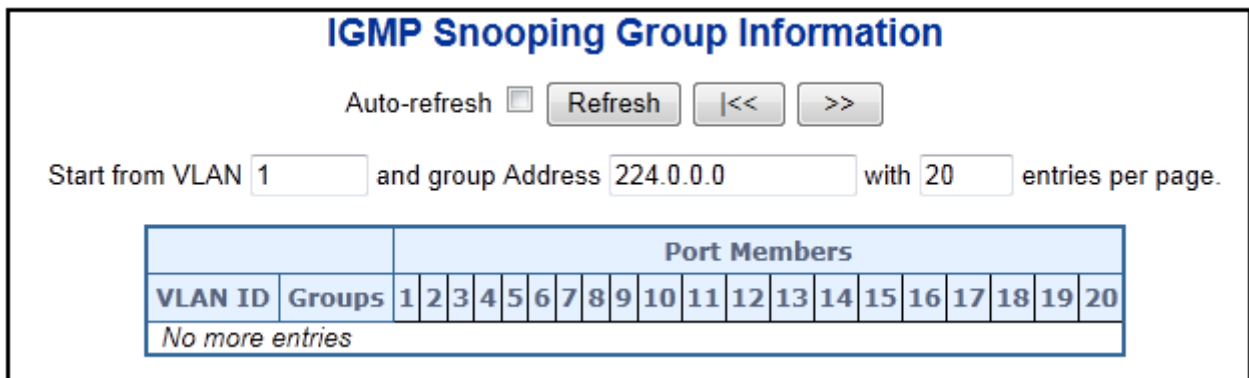 IGMP Snooping Group Information
Auto-refresh Refresh |<< >>
Start from VLAN 1 and group Address 224.0.0.0 with 20 entries per page.
Port Members
VLAN ID Groups 1 2 3 4 5 6 7 8 9 10 11 12 13 14 15 16 17 18 19 20
No more entries